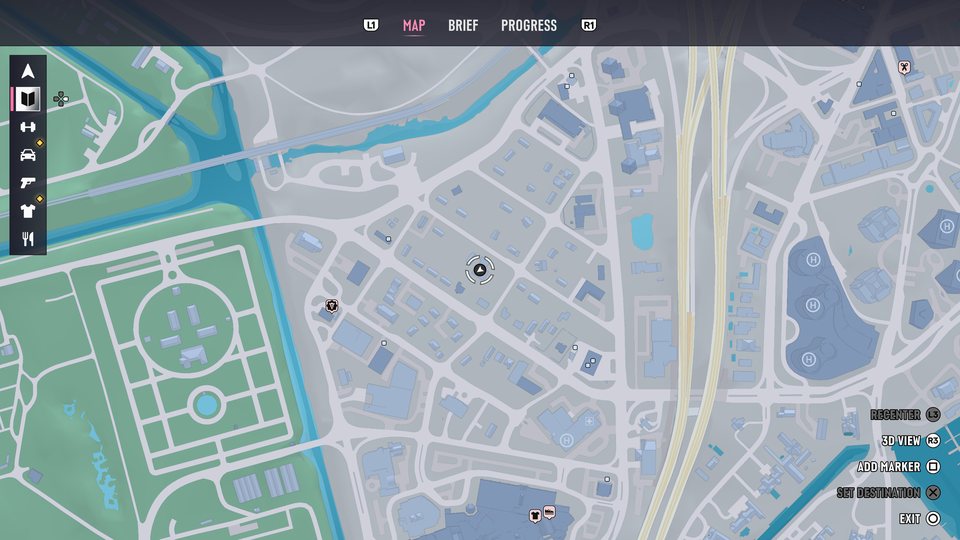 L1 MAP BRIEF PROGRESS R1
H
H
H
H
H
RECENTER L3
3D VIEW R3
ADD MARKER
SET DESTINATION
EXIT